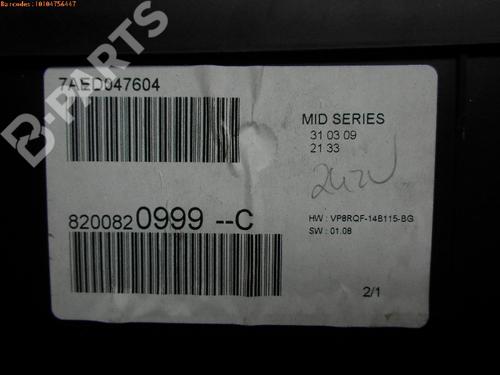 Barcodes:10104756447
7AED047604
MID SERIES
31 03 09
21 33
8200820999 --C
HW : VP8RQF-14B115-BG
SW : 01.08
2/1
B-PARTS